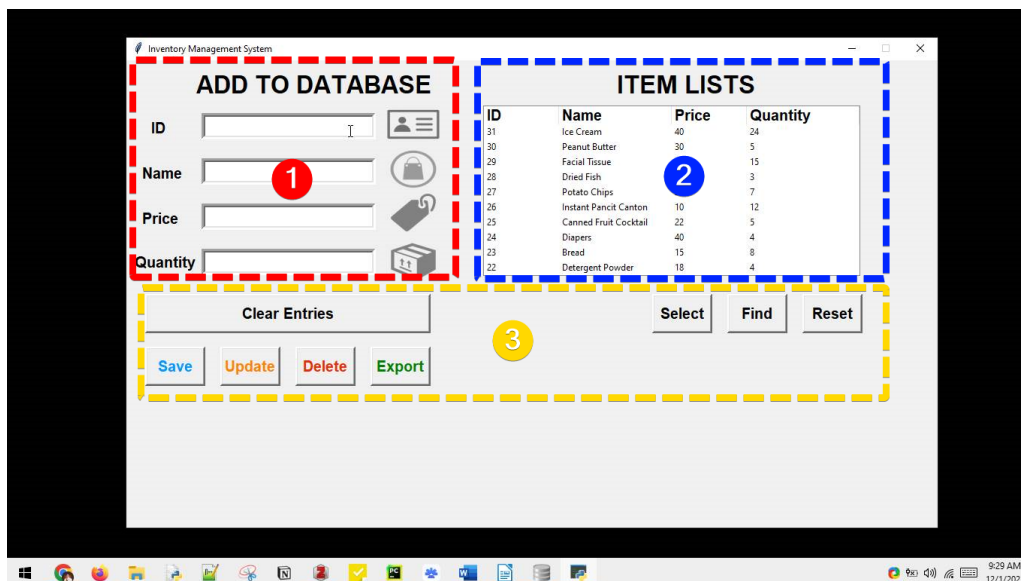 Inventory Management System
ADD TO DATABASE
ID
Name
Price
Quantity
1
ITEM LISTS
ID Name Price Quantity
31 Ice Cream 40 24
30 Peanut Butter 30 5
29 Facial Tissue 15
28 Dried Fish 3
27 Potato Chips 7
26 Instant Pancit Canton 10 12
25 Canned Fruit Cocktail 22 5
24 Diapers 40 4
23 Bread 15 8
22 Detergent Powder 18 4
2
Clear Entries
Select Find Reset
3
Save Update Delete Export
9:29 AM